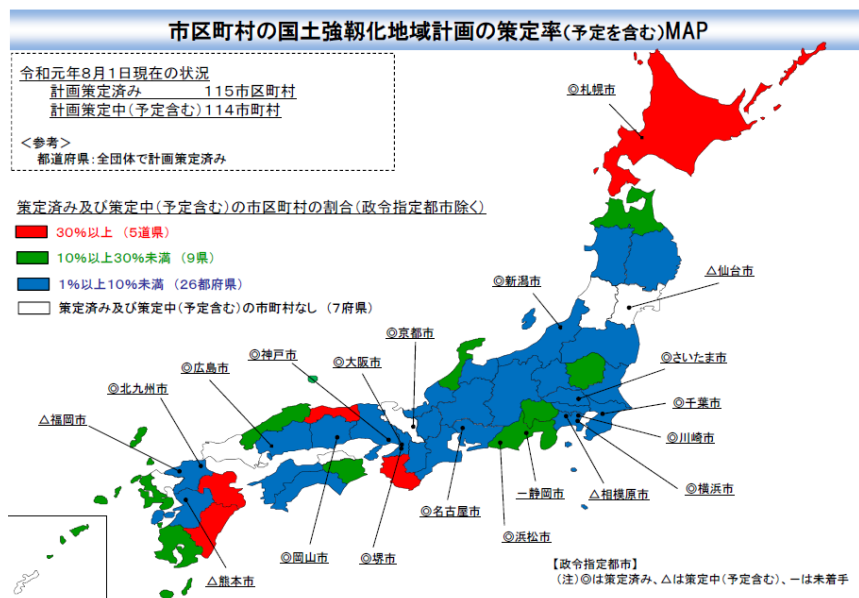 市区町村の国土強靱化地域計画の策定率(予定を含む)MAP
令和元年8月1日現在の状況
計画策定済み 115市区町村
計画策定中(予定含む)114市町村
<参考>
都道府県:全団体で計画策定済み
策定済み及び策定中(予定含む)の市区町村の割合(政令指定都市除く)
30%以上 (5道県)
10%以上30%未満 (9県)
1%以上10%未満 (26都府県)
策定済み及び策定中(予定含む)の市町村なし (7府県)
◎札幌市
△仙台市
◎新潟市
◎さいたま市
◎千葉市
◎川崎市
◎横浜市
△相模原市
ー静岡市
◎浜松市
◎名古屋市
◎京都市
◎大阪市
◎神戸市
◎広島市
◎北九州市
△福岡市
◎堺市
◎岡山市
△熊本市
【政令指定都市】
(注)◎は策定済み、△は策定中(予定含む)、ーは未着手